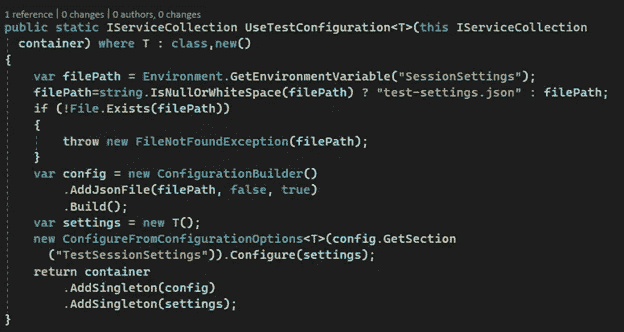 1 reference | 0 changes | 0 authors, 0 changes
public static IServiceCollection UseTestConfiguration<T>(this IServiceCollection
container) where T : class,new()
{
var filePath = Environment.GetEnvironmentVariable("SessionSettings");
filePath=string.IsNullOrWhiteSpace(filePath) ? "test-settings.json" : filePath;
if (!File.Exists(filePath))
{
throw new FileNotFoundException(filePath);
}
var config = new ConfigurationBuilder()
.AddJsonFile(filePath, false, true)
.Build();
var settings = new T();
new ConfigureFromConfigurationOptions<T>(config.GetSection
("TestSessionSettings")).Configure(settings);
return container
.AddSingleton(config)
.AddSingleton(settings);
}